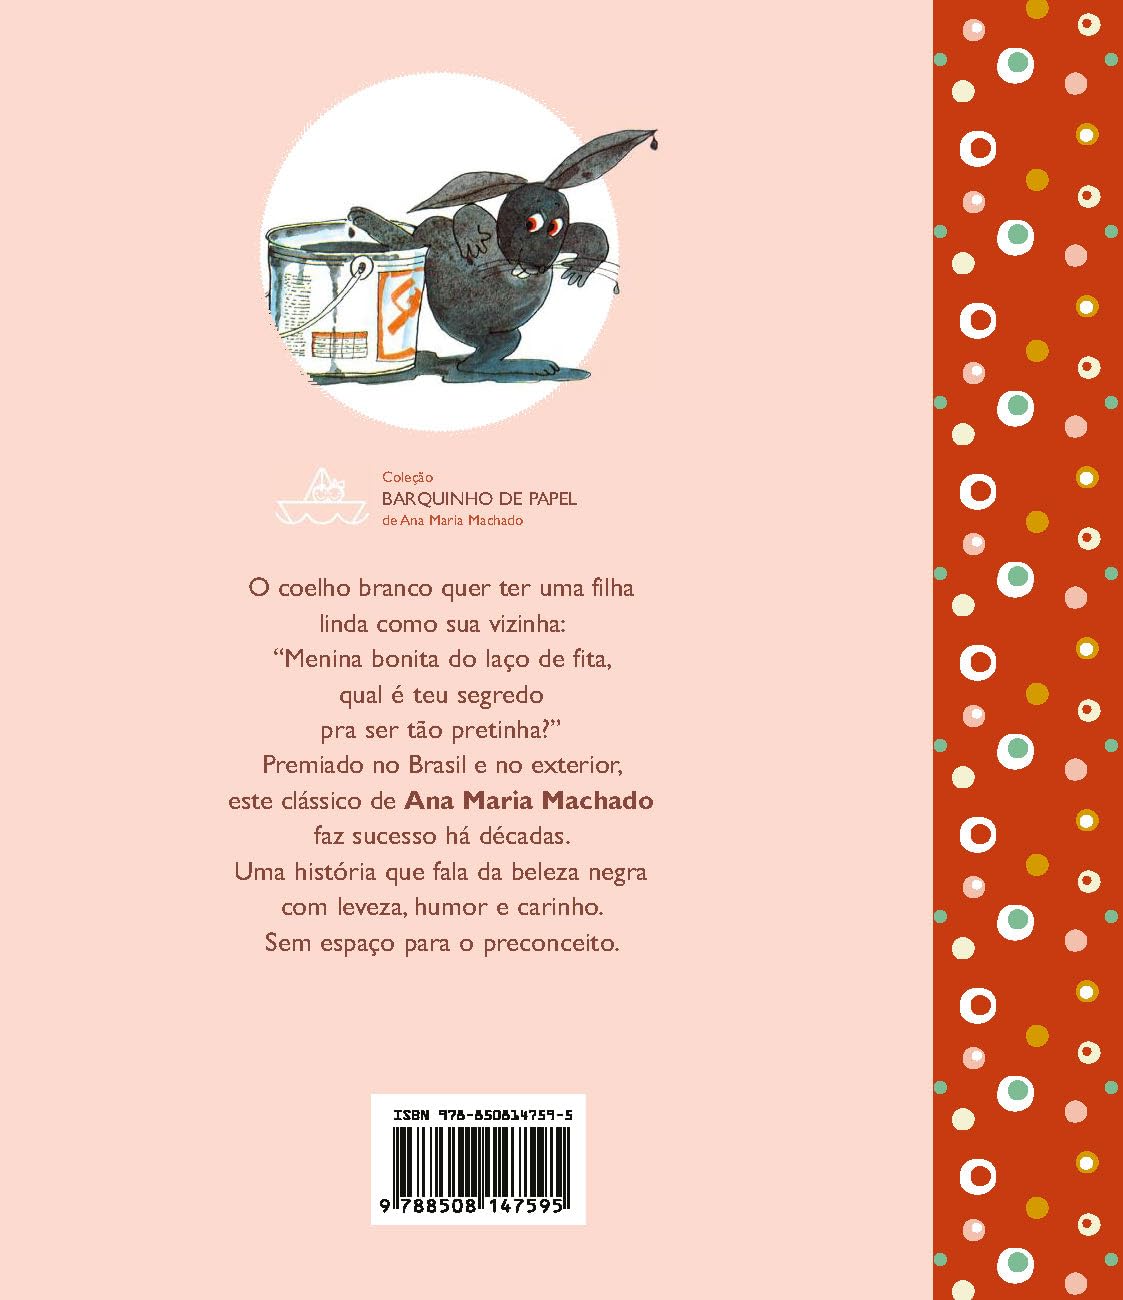 Coleção
BARQUINHO DE PAPEL
de Ana Maria Machado
O coelho branco quer ter uma filha
linda como sua vizinha:
“Menina bonita do laço de fita,
qual é teu segredo
pra ser tão pretinha?”
Premiado no Brasil e no exterior,
este clássico de Ana Maria Machado
faz sucesso há décadas.
Uma história que fala da beleza negra
com leveza, humor e carinho.
Sem espaço para o preconceito.
ISBN 978-850814759-5
9 788508 147595